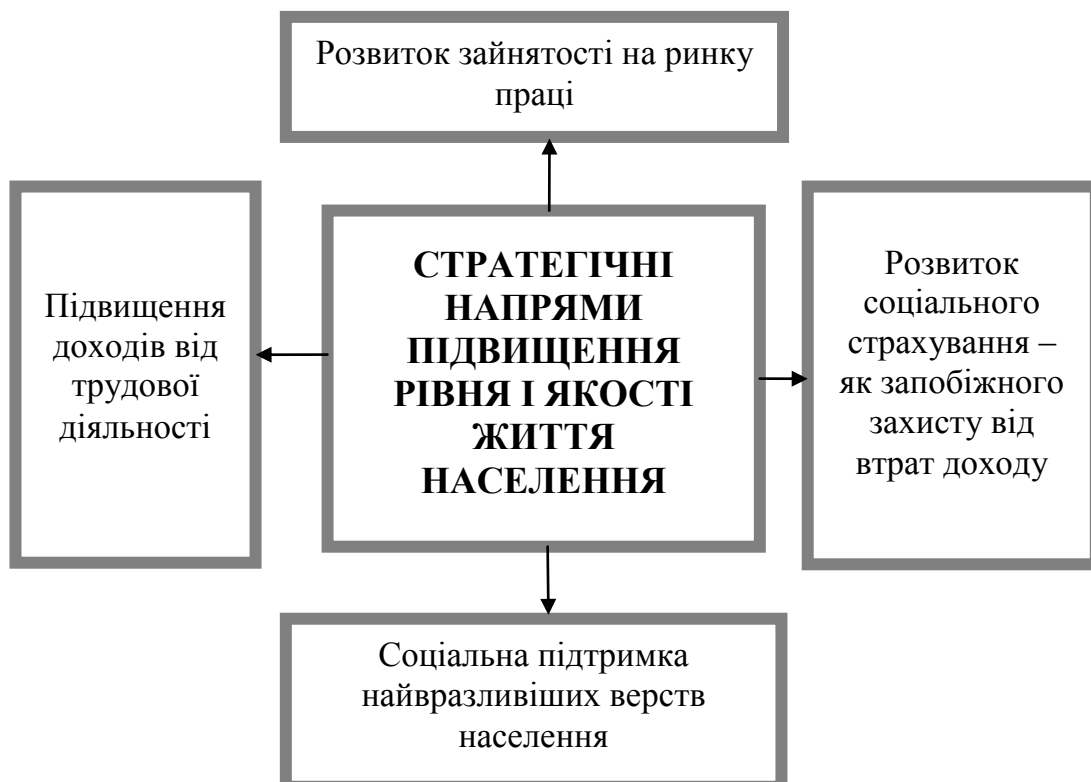 Розвиток зайнятості на ринку
праці
Підвищення
доходів від
трудової
діяльності
СТРАТЕГІЧНІ
НАПРЯМИ
ПІДВИЩЕННЯ
РІВНЯ І ЯКОСТІ
ЖИТТЯ
НАСЕЛЕННЯ
Розвиток
соціального
страхування –
як запобіжного
захисту від
втрат доходу
Соціальна підтримка
найвразливіших верств
населення